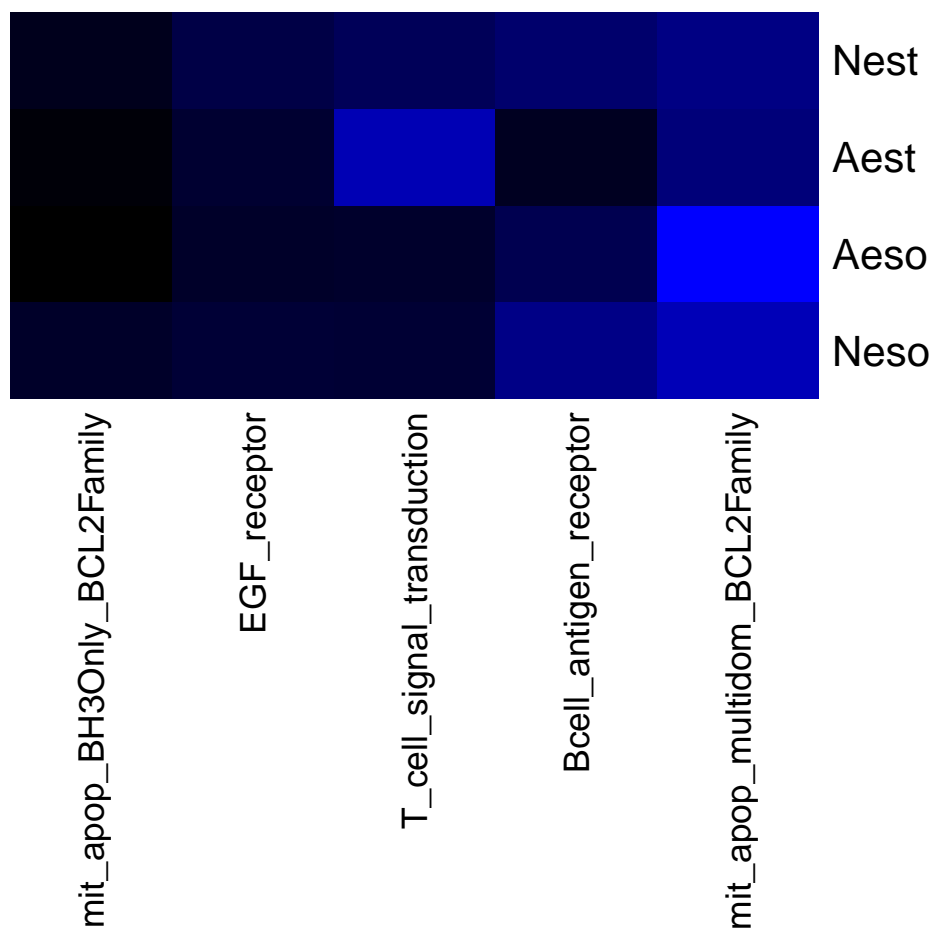 Nest
Aest
Aeso
Neso
mit_apop_BH3Only_BCL2Family
EGF_receptor
T_cell_signal_transduction
Bcell_antigen_receptor
mit_apop_multidom_BCL2Family